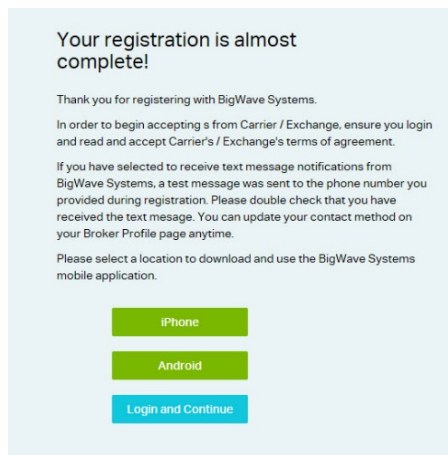 Your registration is almost
complete!
Thank you for registering with BigWave Systems.
In order to begin accepting s from Carrier / Exchange, ensure you login
and read and accept Carrier's / Exchange's terms of agreement.
If you have selected to receive text message notifications from
BigWave Systems, a test message was sent to the phone number you
provided during registration. Please double check that you have
received the text mesage. You can update your contact method on
your Broker Profile page anytime.
Please select a location to download and use the BigWave Systems
mobile application.
iPhone
Android
Login and Continue